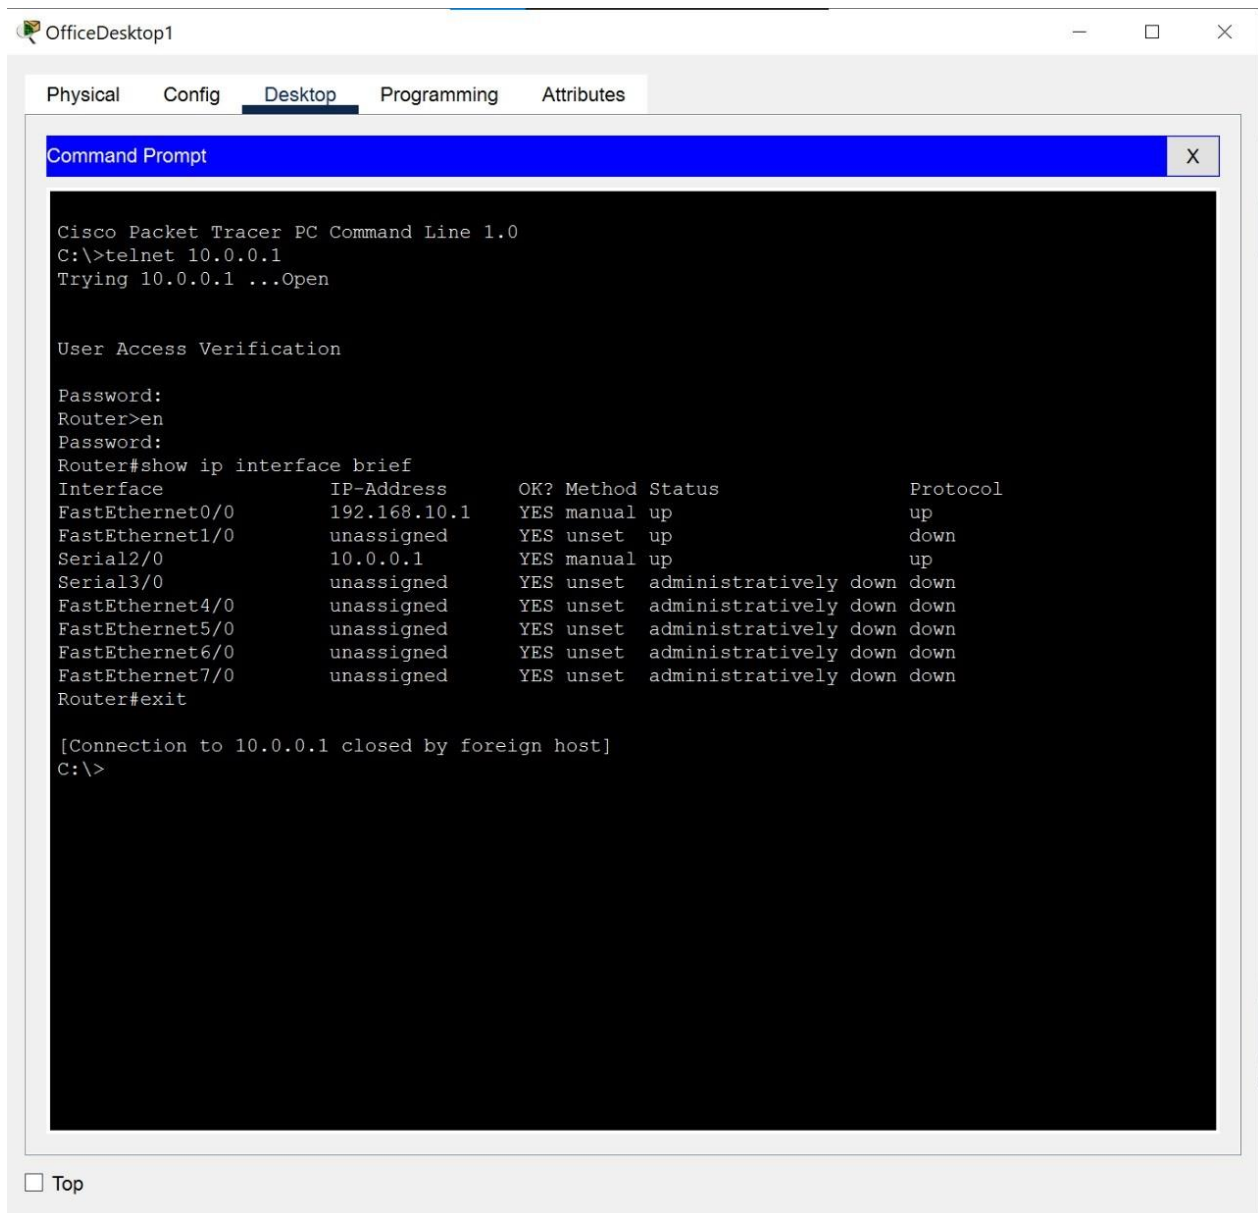 OfficeDesktop1
Physical Config Desktop Programming Attributes
Command Prompt X
Cisco Packet Tracer PC Command Line 1.0
C:\>telnet 10.0.0.1
Trying 10.0.0.1 ...Open
User Access Verification
Password:
Router>en
Password:
Router#show ip interface brief
Interface              IP-Address      OK? Method Status                Protocol
FastEthernet0/0        192.168.10.1    YES manual up                    up
FastEthernet1/0        unassigned      YES unset  up                    down
Serial2/0              10.0.0.1        YES manual up                    up
Serial3/0              unassigned      YES unset  administratively down down
FastEthernet4/0        unassigned      YES unset  administratively down down
FastEthernet5/0        unassigned      YES unset  administratively down down
FastEthernet6/0        unassigned      YES unset  administratively down down
FastEthernet7/0        unassigned      YES unset  administratively down down
Router#exit
[Connection to 10.0.0.1 closed by foreign host]
C:\>
Top